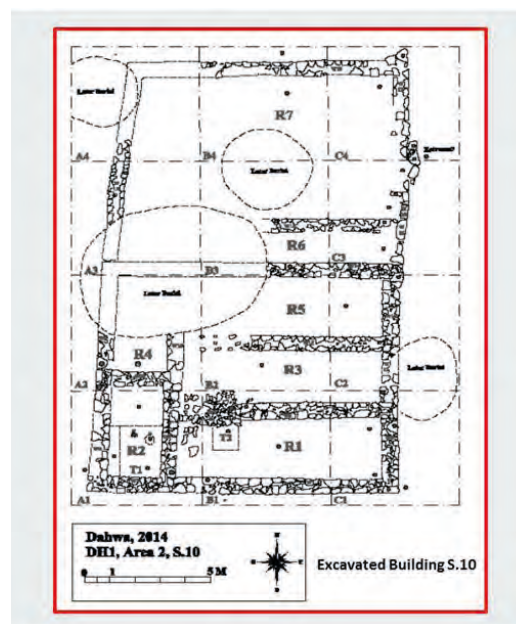 Later Burial
R7
A4
B4
C4
Later Burial
Entrance
R6
C3
A3
B3
Later Burial
R5
R4
R3
Later Burial
A2
B2
C2
R2
T1
T2
R1
A1
B1
C1
Dahwa, 2014
DH1, Area 2, S.10
0 1 5 M
Excavated Building S.10